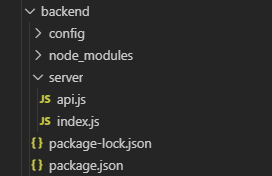 backend
config
node_modules
server
JS api.js
JS index.js
{} package-lock.json
{} package.json